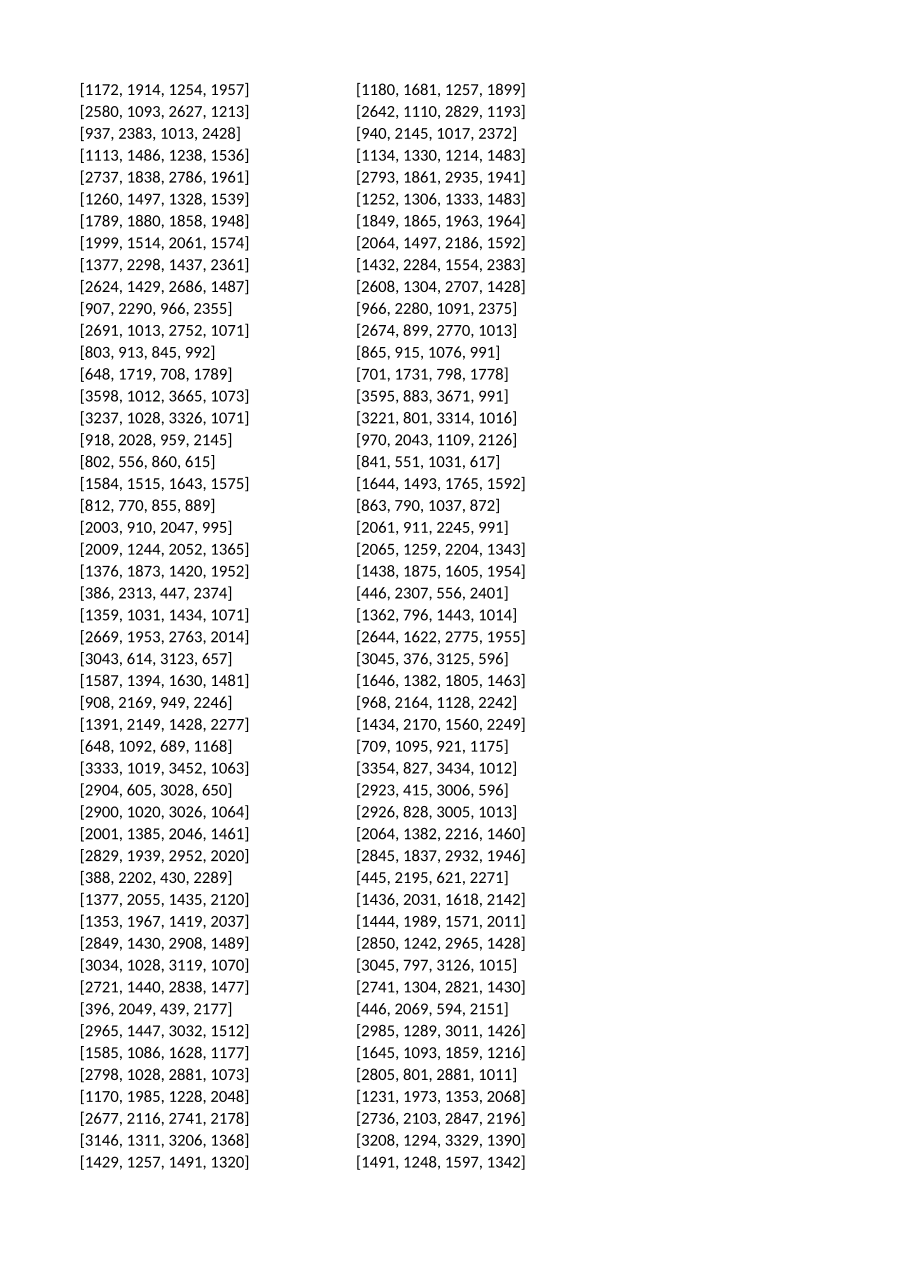 [1172, 1914, 1254, 1957] [1180, 1681, 1257, 1899]
[2580, 1093, 2627, 1213] [2642, 1110, 2829, 1193]
[937, 2383, 1013, 2428] [940, 2145, 1017, 2372]
[1113, 1486, 1238, 1536] [1134, 1330, 1214, 1483]
[2737, 1838, 2786, 1961] [2793, 1861, 2935, 1941]
[1260, 1497, 1328, 1539] [1252, 1306, 1333, 1483]
[1789, 1880, 1858, 1948] [1849, 1865, 1963, 1964]
[1999, 1514, 2061, 1574] [2064, 1497, 2186, 1592]
[1377, 2298, 1437, 2361] [1432, 2284, 1554, 2383]
[2624, 1429, 2686, 1487] [2608, 1304, 2707, 1428]
[907, 2290, 966, 2355] [966, 2280, 1091, 2375]
[2691, 1013, 2752, 1071] [2674, 899, 2770, 1013]
[803, 913, 845, 992] [865, 915, 1076, 991]
[648, 1719, 708, 1789] [701, 1731, 798, 1778]
[3598, 1012, 3665, 1073] [3595, 883, 3671, 991]
[3237, 1028, 3326, 1071] [3221, 801, 3314, 1016]
[918, 2028, 959, 2145] [970, 2043, 1109, 2126]
[802, 556, 860, 615] [841, 551, 1031, 617]
[1584, 1515, 1643, 1575] [1644, 1493, 1765, 1592]
[812, 770, 855, 889] [863, 790, 1037, 872]
[2003, 910, 2047, 995] [2061, 911, 2245, 991]
[2009, 1244, 2052, 1365] [2065, 1259, 2204, 1343]
[1376, 1873, 1420, 1952] [1438, 1875, 1605, 1954]
[386, 2313, 447, 2374] [446, 2307, 556, 2401]
[1359, 1031, 1434, 1071] [1362, 796, 1443, 1014]
[2669, 1953, 2763, 2014] [2644, 1622, 2775, 1955]
[3043, 614, 3123, 657] [3045, 376, 3125, 596]
[1587, 1394, 1630, 1481] [1646, 1382, 1805, 1463]
[908, 2169, 949, 2246] [968, 2164, 1128, 2242]
[1391, 2149, 1428, 2277] [1434, 2170, 1560, 2249]
[648, 1092, 689, 1168] [709, 1095, 921, 1175]
[3333, 1019, 3452, 1063] [3354, 827, 3434, 1012]
[2904, 605, 3028, 650] [2923, 415, 3006, 596]
[2900, 1020, 3026, 1064] [2926, 828, 3005, 1013]
[2001, 1385, 2046, 1461] [2064, 1382, 2216, 1460]
[2829, 1939, 2952, 2020] [2845, 1837, 2932, 1946]
[388, 2202, 430, 2289] [445, 2195, 621, 2271]
[1377, 2055, 1435, 2120] [1436, 2031, 1618, 2142]
[1353, 1967, 1419, 2037] [1444, 1989, 1571, 2011]
[2849, 1430, 2908, 1489] [2850, 1242, 2965, 1428]
[3034, 1028, 3119, 1070] [3045, 797, 3126, 1015]
[2721, 1440, 2838, 1477] [2741, 1304, 2821, 1430]
[396, 2049, 439, 2177] [446, 2069, 594, 2151]
[2965, 1447, 3032, 1512] [2985, 1289, 3011, 1426]
[1585, 1086, 1628, 1177] [1645, 1093, 1859, 1216]
[2798, 1028, 2881, 1073] [2805, 801, 2881, 1011]
[1170, 1985, 1228, 2048] [1231, 1973, 1353, 2068]
[2677, 2116, 2741, 2178] [2736, 2103, 2847, 2196]
[3146, 1311, 3206, 1368] [3208, 1294, 3329, 1390]
[1429, 1257, 1491, 1320] [1491, 1248, 1597, 1342]